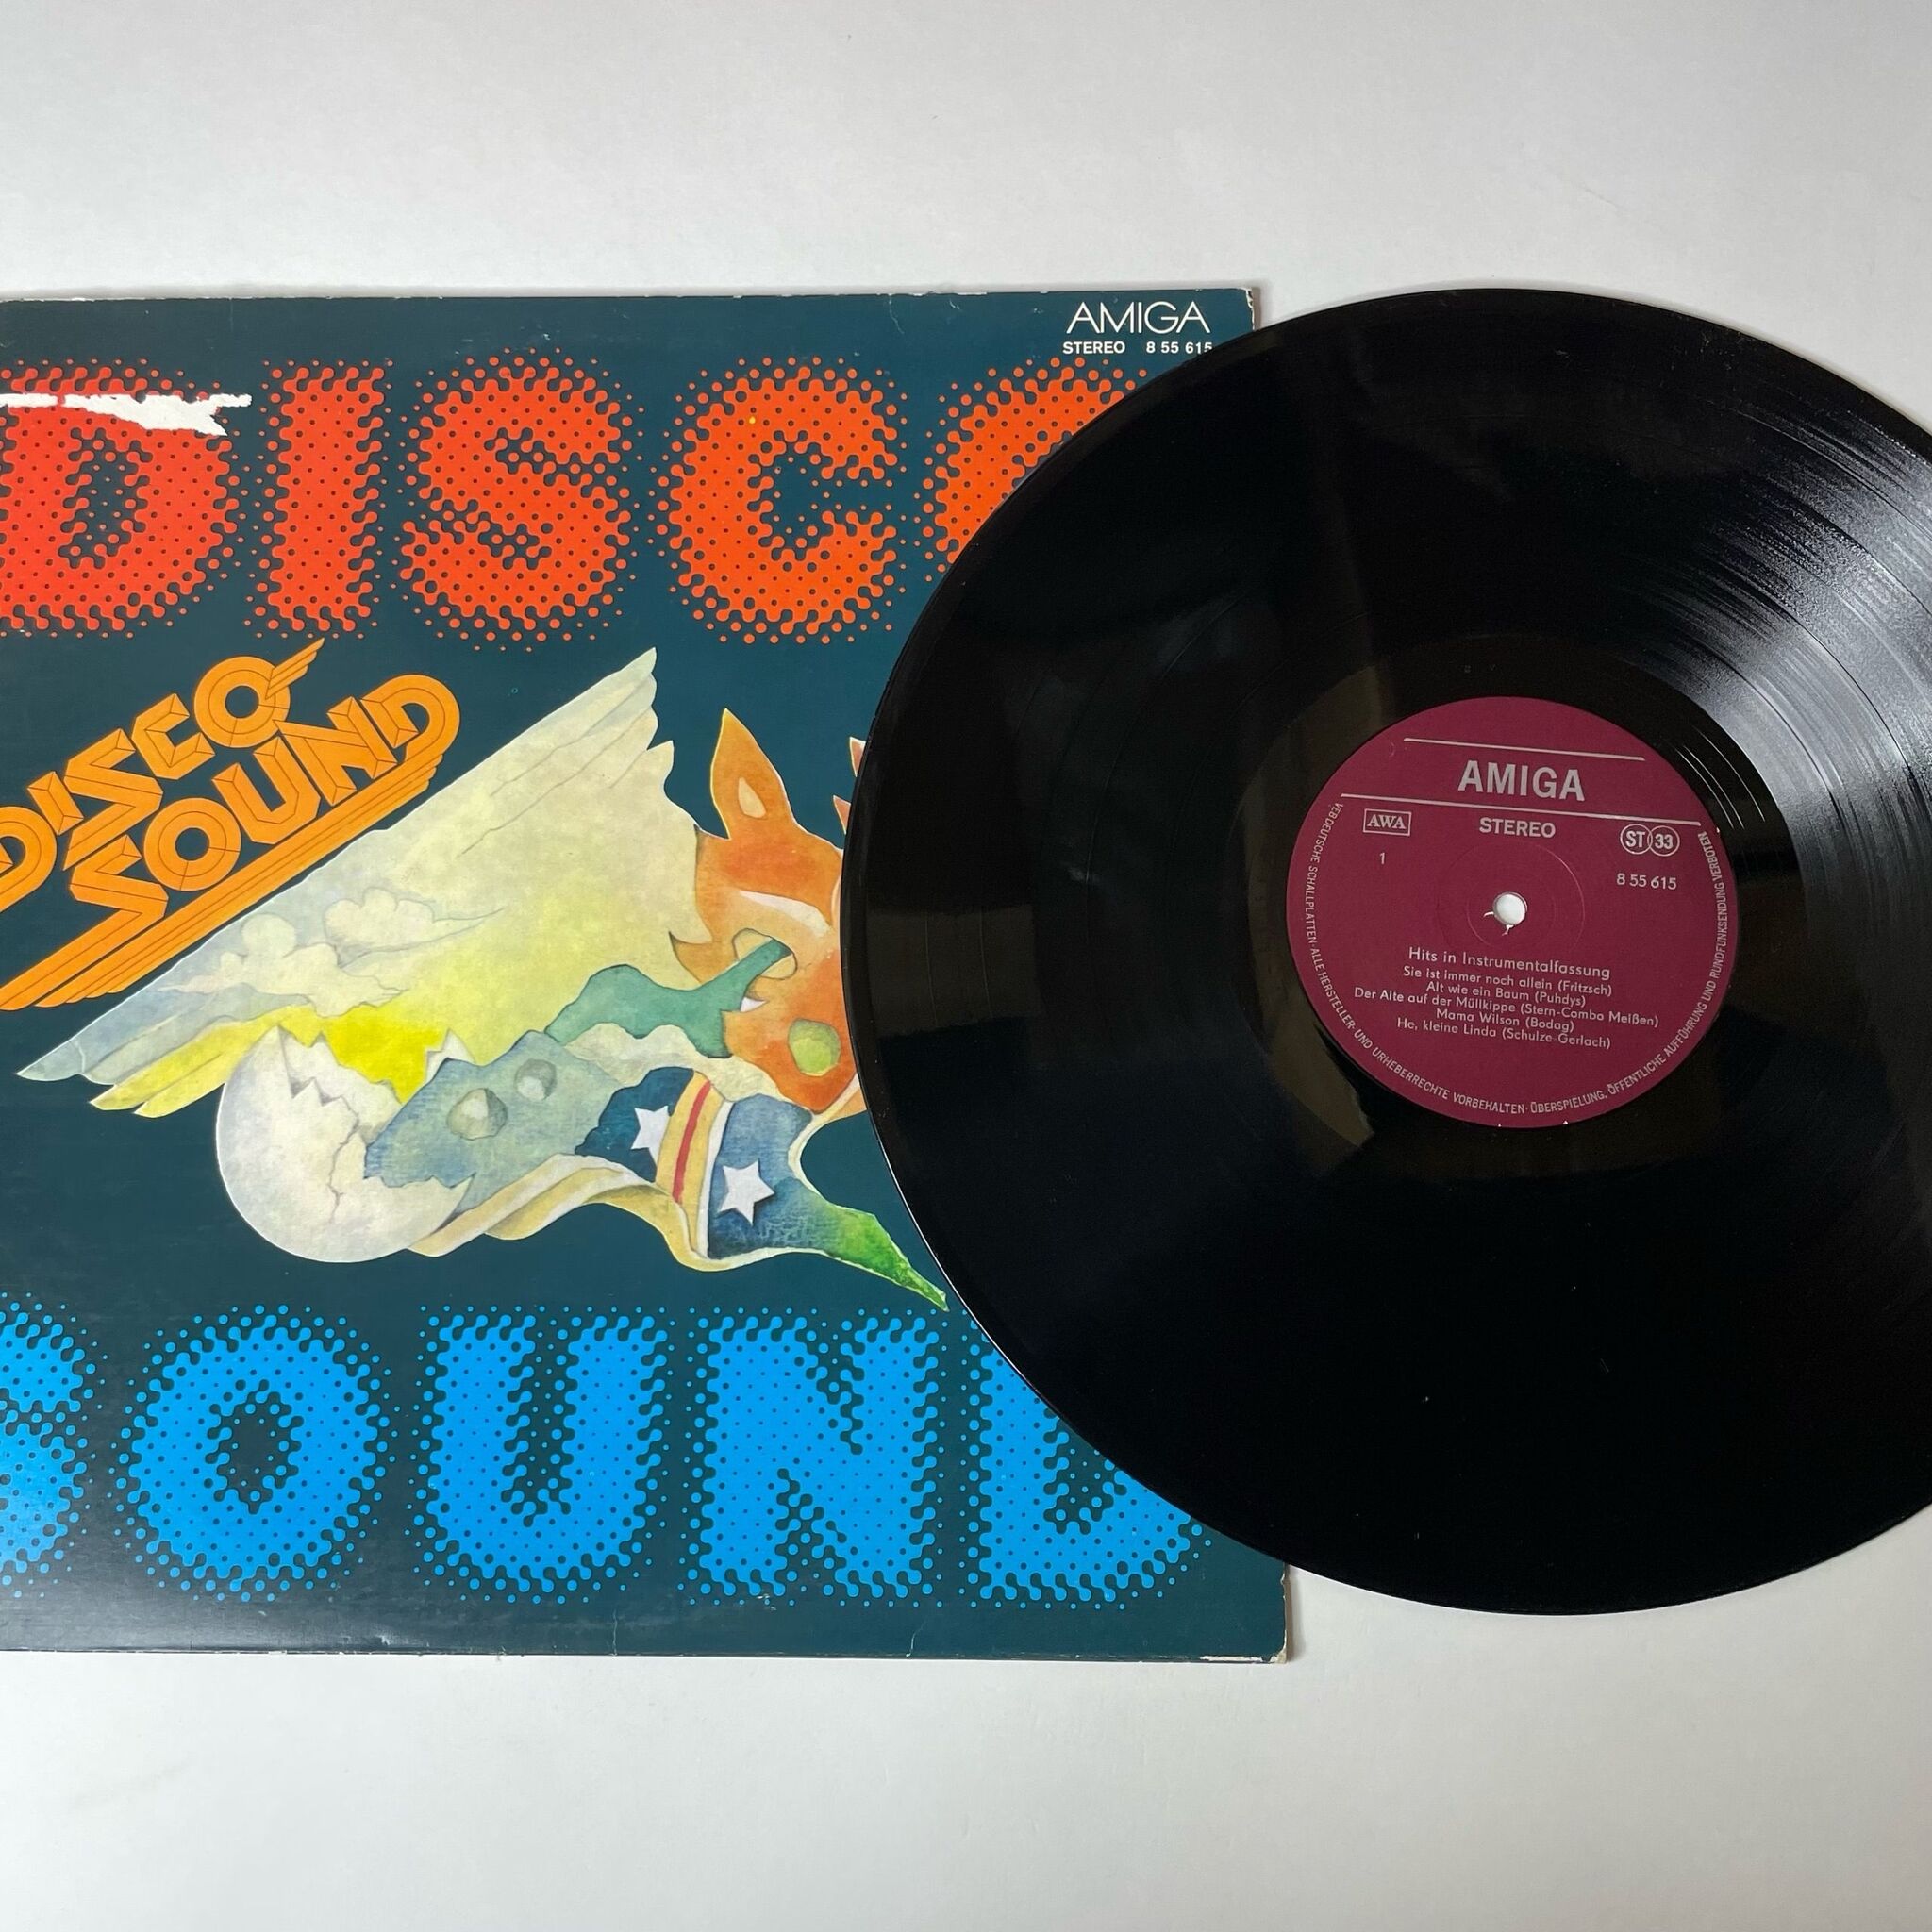 AMIGA
STEREO 8 55 615
DISCO
DISCO
SOUND
SOUND
AMIGA
AWA
STEREO
ST 33
1
8 55 615
Hits in Instrumentalfassung
Sie ist immer noch allein (Fritzsch)
Alt wie ein Baum (Puhdys)
Der Alte auf der Müllkippe (Stern-Combo Meißen)
Mama Wilson (Bodag)
He, kleine Linda (Schulze-Gerlach)
VEB DEUTSCHE SCHALLPLATTEN · ALLE HERSTELLER- UND URHEBERRECHTE VORBEHALTEN · ÜBERSPIELUNG, ÖFFENTLICHE AUFFÜHRUNG UND RUNDFUNKSENDUNG VERBOTEN